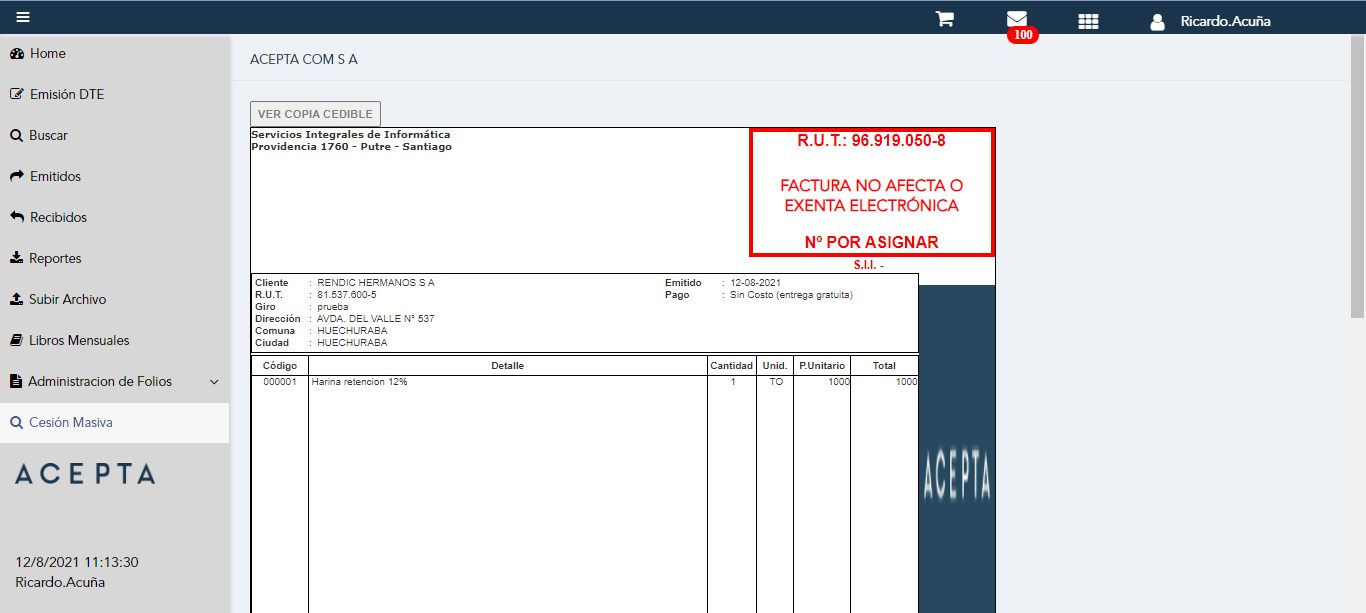 Ricardo.Acuña
100
Home
Emisión DTE
Buscar
Emitidos
Recibidos
Reportes
Subir Archivo
Libros Mensuales
Administracion de Folios
Cesión Masiva
ACEPTA
12/8/2021 11:13:30
Ricardo.Acuña
ACEPTA COM S A
VER COPIA CEDIBLE
Servicios Integrales de Informática
Providencia 1760 - Putre - Santiago
R.U.T.: 96.919.050-8
FACTURA NO AFECTA O
EXENTA ELECTRÓNICA
Nº POR ASIGNAR
S.I.I. -
Cliente : RENDIC HERMANOS S A Emitido : 12-08-2021
R.U.T. : 81.537.600-5 Pago : Sin Costo (entrega gratuita)
Giro : prueba
Dirección : AVDA. DEL VALLE N° 537
Comuna : HUECHURABA
Ciudad : HUECHURABA
Código Detalle Cantidad Unid. P.Unitario Total
000001 Harina retencion 12% 1 TO 1000 1000
ACEPTA